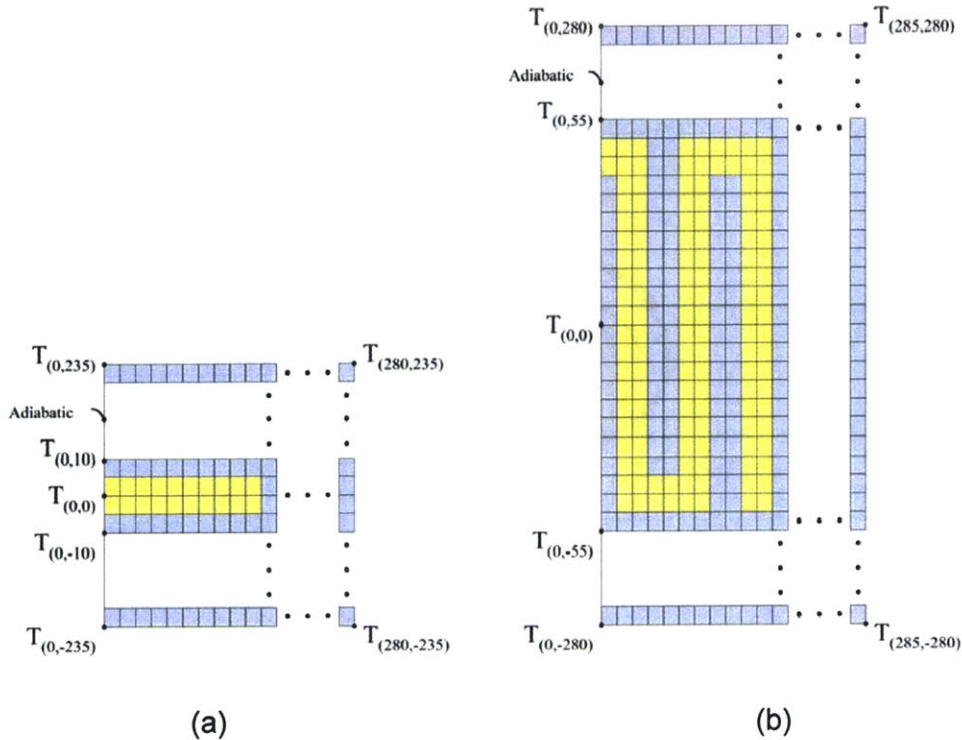 T(0,280)
T(285,280)
Adiabatic
T(0,55)
T(0,0)
T(0,235)
T(280,235)
Adiabatic
T(0,10)
T(0,0)
T(0,-10)
T(0,-55)
T(0,-235)
T(280,-235)
T(0,-280)
T(285,-280)
(a)
(b)